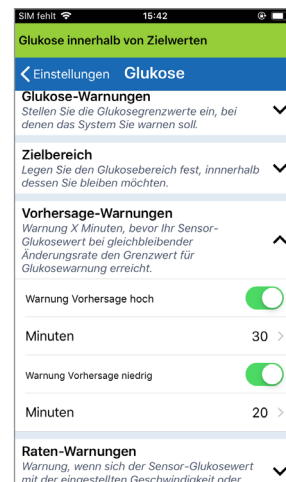 SIM fehlt 15:42
Glukose innerhalb von Zielwerten
Einstellungen Glukose
Glukose-Warnungen
Stellen Sie die Glukosegrenzwerte ein, bei
denen das System Sie warnen soll.
Zielbereich
Legen Sie den Glukosebereich fest, innnerhalb
dessen Sie bleiben möchten.
Vorhersage-Warnungen
Warnung X Minuten, bevor Ihr Sensor-
Glukosewert bei gleichbleibender
Änderungsrate den Grenzwert für
Glukosewarnung erreicht.
Warnung Vorhersage hoch
Minuten 30
Warnung Vorhersage niedrig
Minuten 20
Raten-Warnungen
Warnung, wenn sich der Sensor-Glukosewert
mit der eingestellten Geschwindigkeit oder